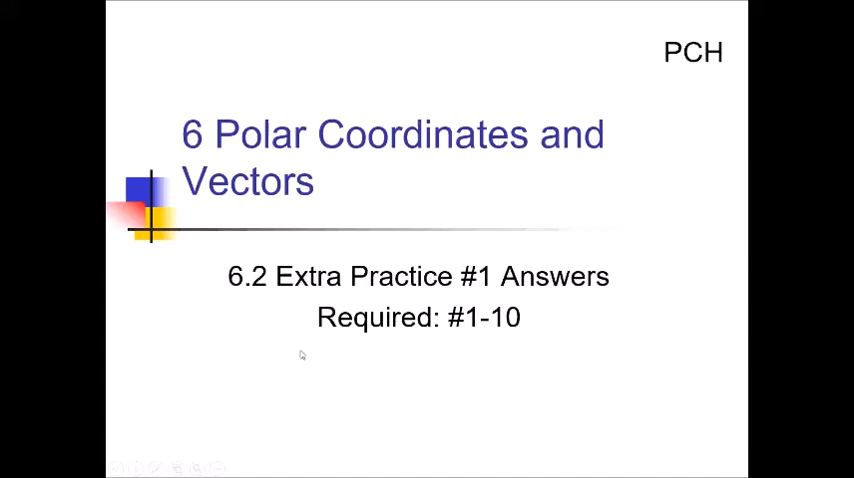 PCH
6 Polar Coordinates and
Vectors
6.2 Extra Practice #1 Answers
Required: #1-10